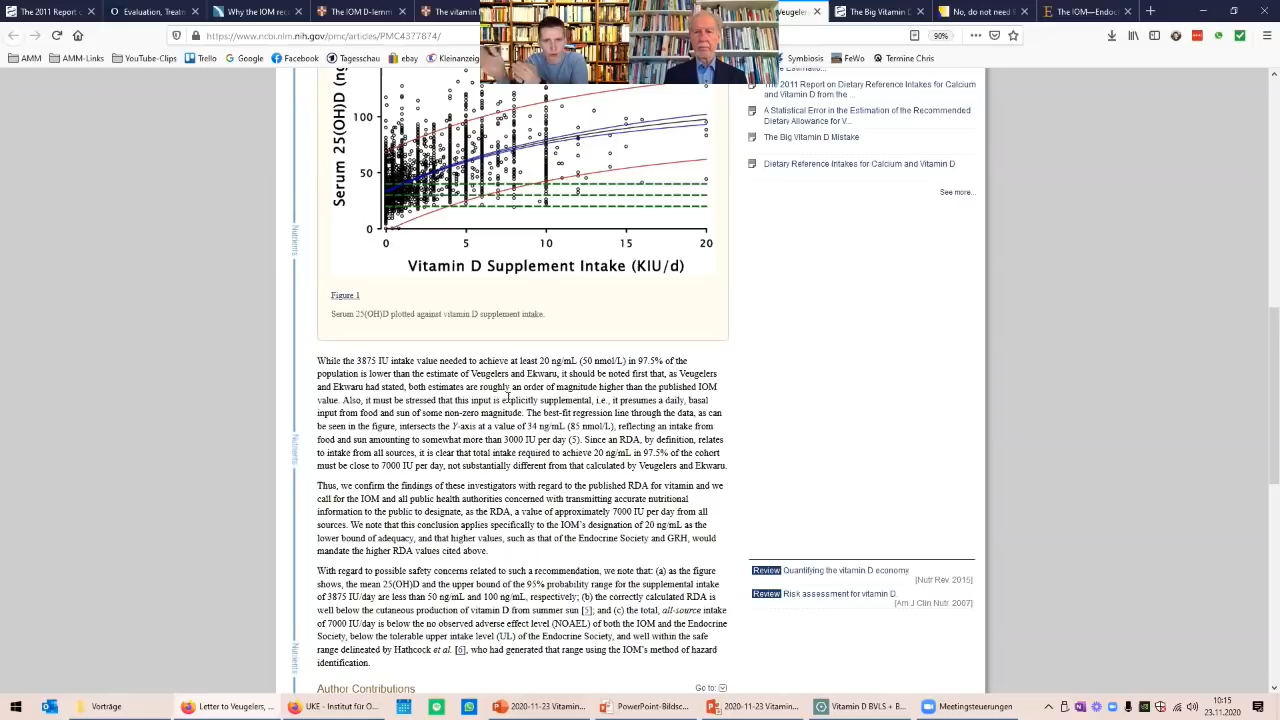 The 2011 Report on
Evaluation, Treatm
Why the IOM recom
IOM D-lemm
The Vitamin D
The Big Vitamin D M
No, do not need f
The IOM—Endoc
https://www.ncbi.nlm.nih.gov/pmc/articles/PMC4377874/
90%
AMM
AMM-Links
YouTube-Clips
Trello
Google
Facebook
Tagesschau
ebay
Kleinanzeig
Symbiosis
FeWo
Termine Chris
The 2011 Report on Dietary Reference Intakes for Calcium
and Vitamin D from the ...
A Statistical Error in the Estimation of the Recommended
Dietary Allowance for V...
The Big Vitamin D Mistake
Dietary Reference Intakes for Calcium and Vitamin D
See more...
Serum 25(OH)D (n
100
50
0
0 5 10 15 20
Vitamin D Supplement Intake (KIU/d)
Nutrients
Nutrients
Nutrients
Figure 1
Serum 25(OH)D plotted against vitamin D supplement intake.
While the 3875 IU intake value needed to achieve at least 20 ng/mL (50 nmol/L) in 97.5% of the
population is lower than the estimate of Veugelers and Ekwaru, it should be noted first that, as Veugelers
and Ekwaru had stated, both estimates are roughly an order of magnitude higher than the published IOM
value. Also, it must be stressed that this input is explicitly supplemental, i.e., it presumes a daily, basal
input from food and sun of some non-zero magnitude. The best-fit regression line through the data, as can
be seen in the figure, intersects the Y-axis at a value of 34 ng/mL (85 nmol/L), reflecting an intake from
food and sun amounting to somewhat more than 3000 IU per day (5). Since an RDA, by definition, relates
to intake from all sources, it is clear that total intake required to achieve 20 ng/mL in 97.5% of the cohort
must be close to 7000 IU per day, not substantially different from that calculated by Veugelers and Ekwaru.
Thus, we confirm the findings of these investigators with regard to the published RDA for vitamin and we
call for the IOM and all public health authorities concerned with transmitting accurate nutritional
information to the public to designate, as the RDA, a value of approximately 7000 IU per day from all
sources. We note that this conclusion applies specifically to the IOM's designation of 20 ng/mL as the
lower bound of adequacy, and that higher values, such as that of the Endocrine Society and GRH, would
mandate the higher RDA values cited above.
With regard to possible safety concerns related to such a recommendation, we note that: (a) as the figure
shows, the mean 25(OH)D and the upper bound of the 95% probability range for the supplemental intake
of 3875 IU/day are less than 50 ng/mL and 100 ng/mL, respectively; (b) the correctly calculated RDA is
well below the cutaneous production of vitamin D from summer sun [5]; and (c) the total, all-source intake
of 7000 IU/day is below the no observed adverse effect level (NOAEL) of both the IOM and the Endocrine
Society, below the tolerable upper intake level (UL) of the Endocrine Society, and well within the safe
range delineated by Hathcock et al. [6], who had generated that range using the IOM's method of hazard
identification.
Review Quantifying the vitamin D economy.
[Nutr Rev. 2015]
Review Risk assessment for vitamin D.
[Am J Clin Nutr. 2007]
Author Contributions
Go to:
Vorträge
Letter to Veugelers, ...
UKE - Institut für O...
PowerPoint-Bildsc...
2020-11-23 Vitamin...
Vitamin D BVLS + B...
Meetingsteuerungen
10:15
23.11.2020